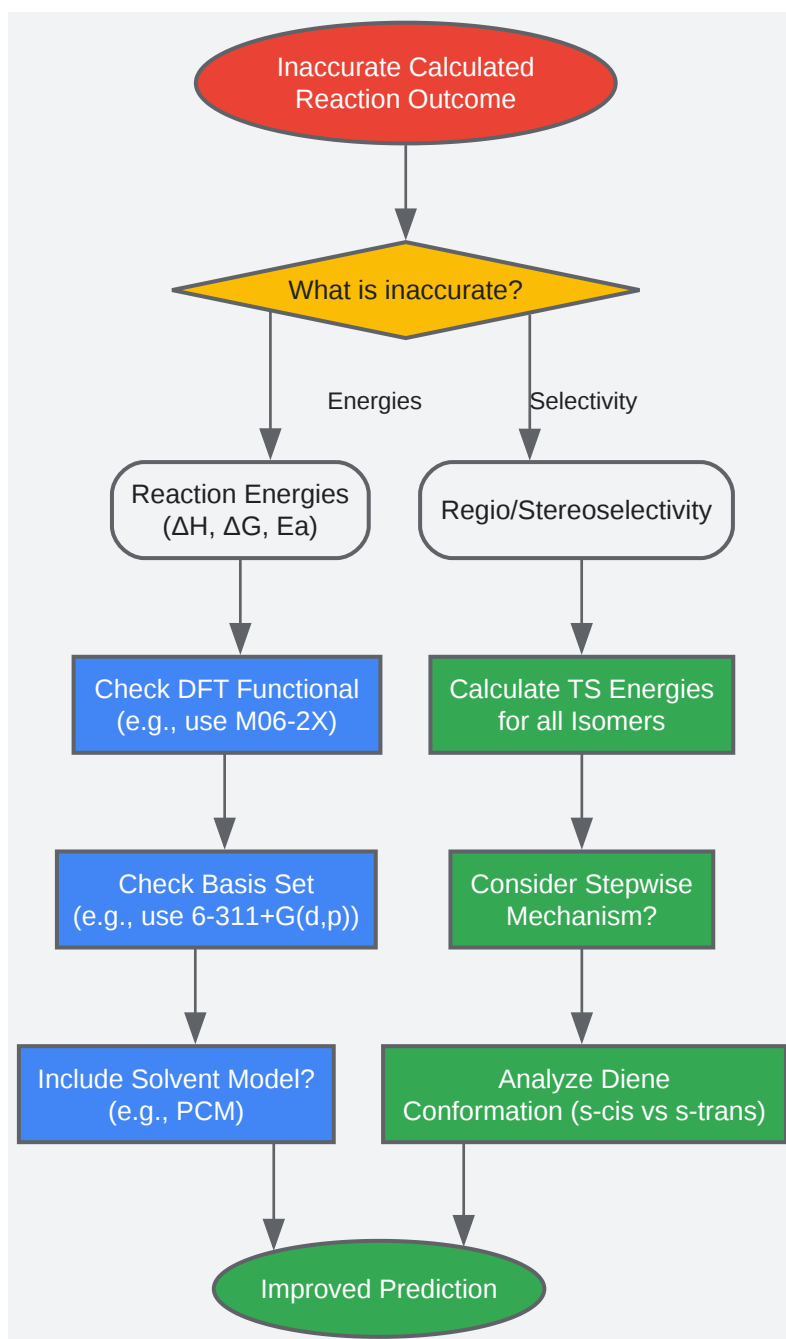 Inaccurate Calculated
Reaction Outcome
What is inaccurate?
Energies
Selectivity
Reaction Energies
(ΔH, ΔG, Ea)
Regio/Stereoselectivity
Check DFT Functional
(e.g., use M06-2X)
Calculate TS Energies
for all Isomers
Check Basis Set
(e.g., use 6-311+G(d,p))
Consider Stepwise
Mechanism?
Include Solvent Model?
(e.g., PCM)
Analyze Diene
Conformation (s-cis vs s-trans)
Improved Prediction